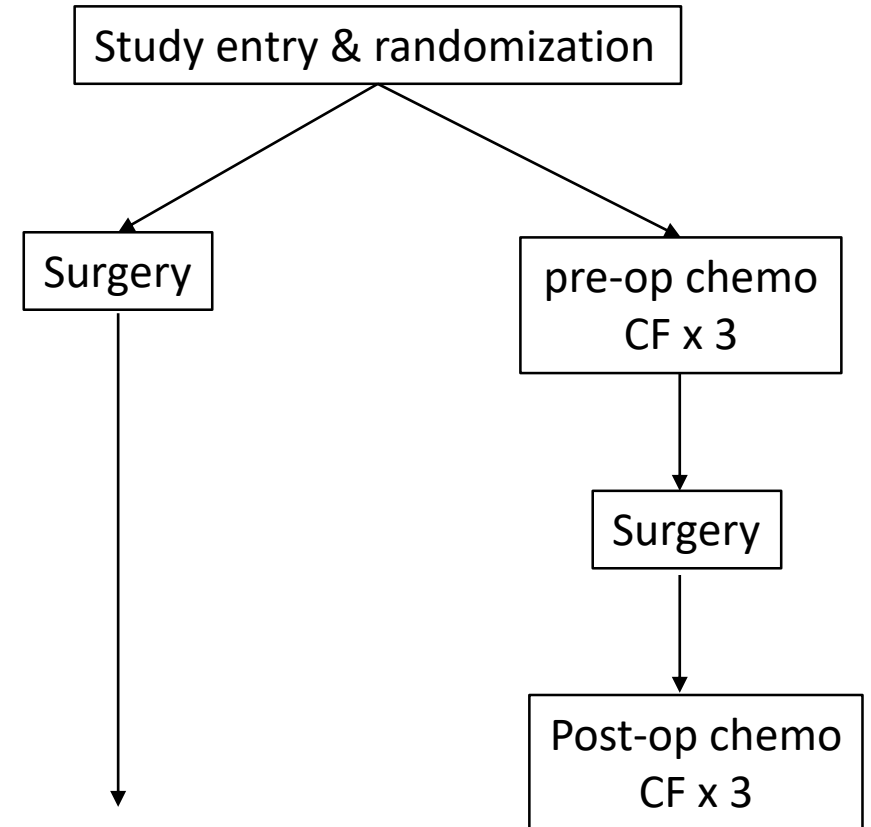 Study entry & randomization
Surgery
pre-op chemo
CF x 3
Surgery
Post-op chemo
CF x 3